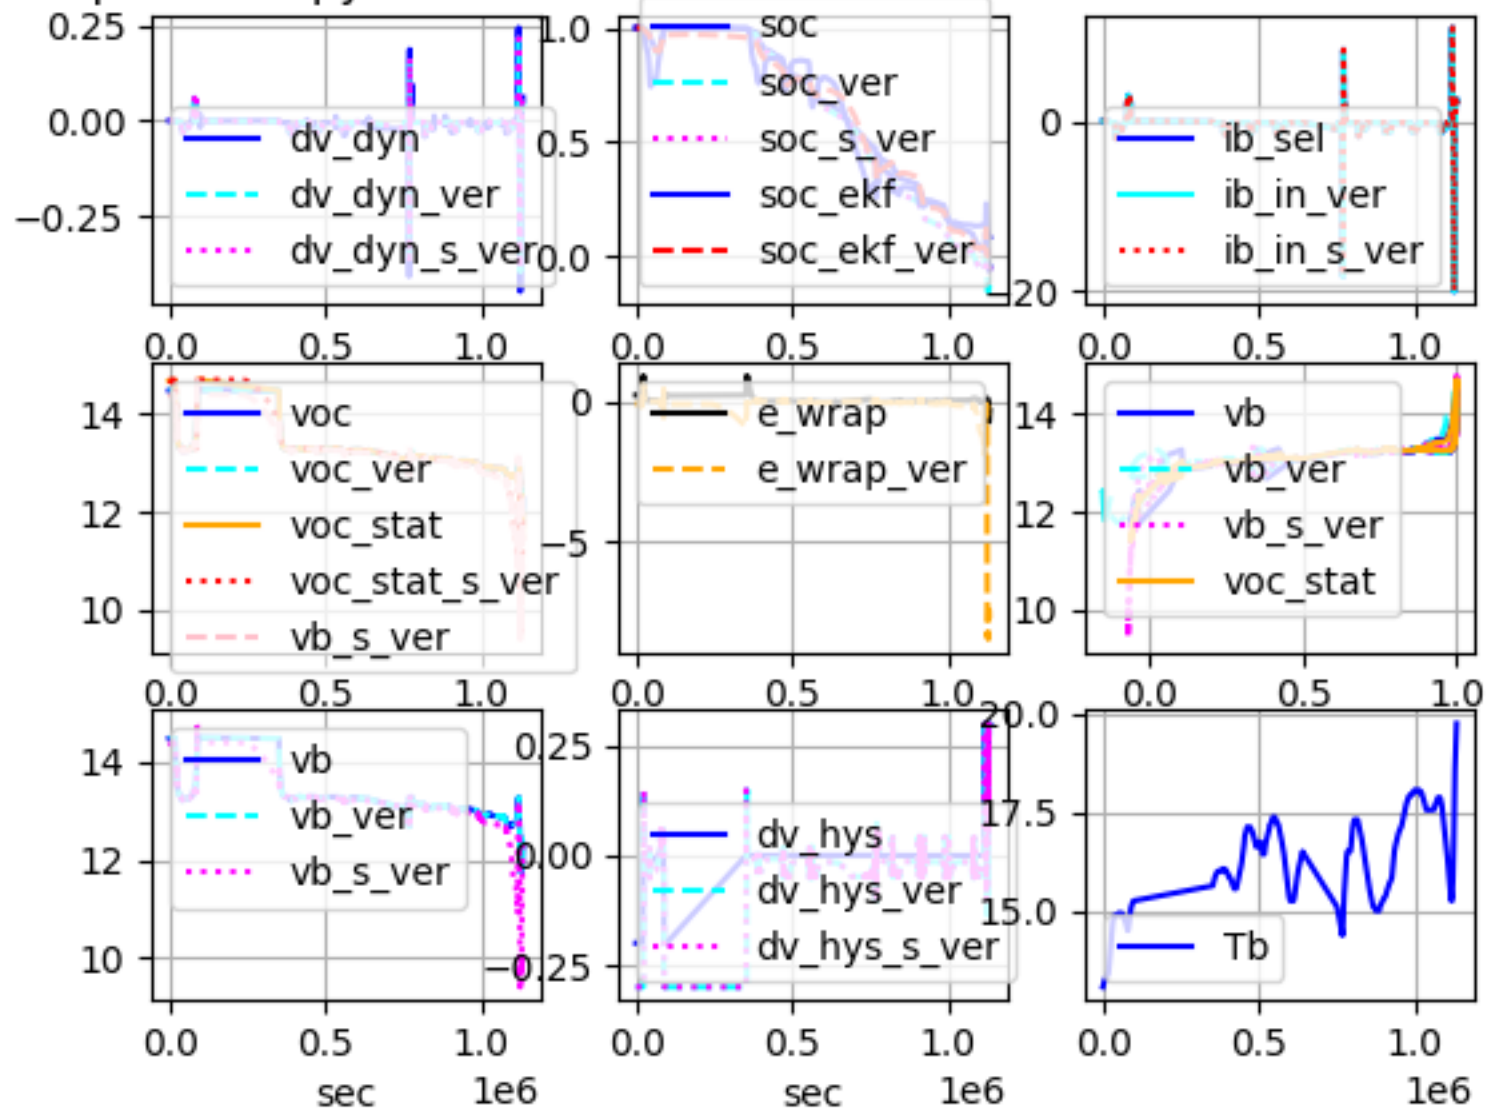 0.25
0.00
−0.25
dv_dyn
dv_dyn_ver
dv_dyn_s_ver
0.0 0.5 1.0
1.0
0.5
0.0
soc
soc_ver
soc_s_ver
soc_ekf
soc_ekf_ver
0.0 0.5 1.0
0
−20
ib_sel
ib_in_ver
ib_in_s_ver
0.0 0.5 1.0
14
12
10
voc
voc_ver
voc_stat
voc_stat_s_ver
vb_s_ver
0.0 0.5 1.0
0
−5
e_wrap
e_wrap_ver
0.0 0.5 1.0
14
12
10
vb
vb_ver
vb_s_ver
voc_stat
0.0 0.5 1.0
14
12
10
vb
vb_ver
vb_s_ver
0.0 0.5 1.0
sec 1e6
0.25
0.00
−0.25
dv_hys
dv_hys_ver
dv_hys_s_ver
0.0 0.5 1.0
sec 1e6
20.0
17.5
15.0
Tb
0.0 0.5 1.0
1e6